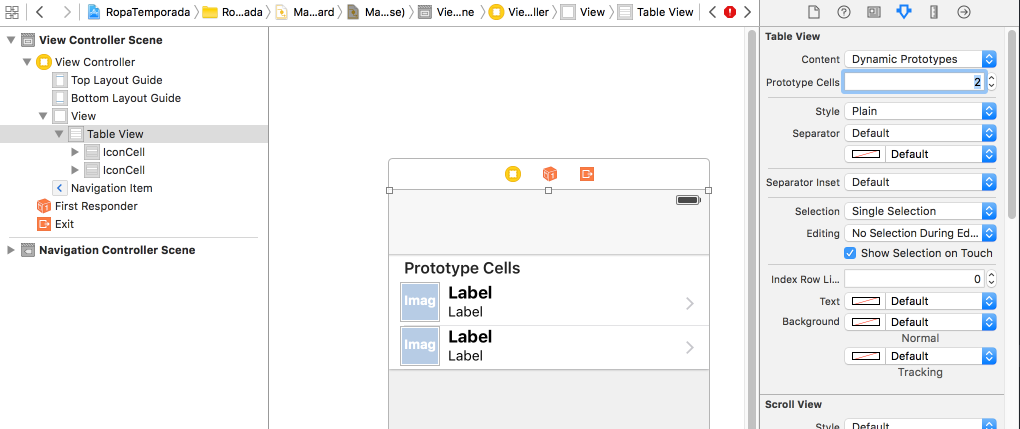 RopaTemporada Ro...ada Ma...ard Ma...se) Vie...ne Vie...ller View Table View
View Controller Scene
View Controller
Top Layout Guide
Bottom Layout Guide
View
Table View
IconCell
IconCell
Navigation Item
First Responder
Exit
Navigation Controller Scene
Prototype Cells
Imag
Label
Label
Imag
Label
Label
Table View
Content Dynamic Prototypes
Prototype Cells 2
Style Plain
Separator Default
Default
Separator Inset Default
Selection Single Selection
Editing No Selection During Ed...
Show Selection on Touch
Index Row Li... 0
Text Default
Background Default
Normal
Default
Tracking
Scroll View
Style Default